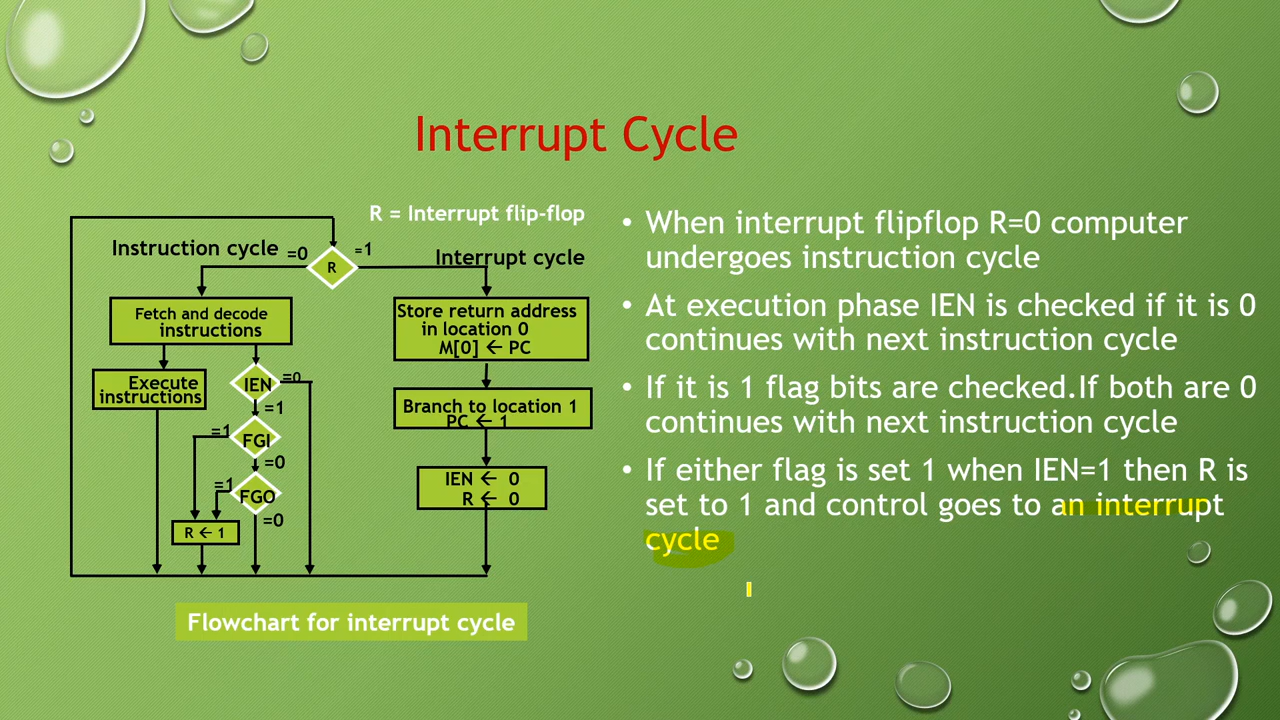 Interrupt Cycle
R = Interrupt flip-flop
Instruction cycle
=0
R
=1
Interrupt cycle
Fetch and decode
instructions
Execute
instructions
IEN
=0
=1
=1
FGI
=0
=1
FGO
=0
R ← 1
Store return address
in location 0
M[0] ← PC
Branch to location 1
PC ← 1
IEN ← 0
R ← 0
Flowchart for interrupt cycle
• When interrupt flipflop R=0 computer
undergoes instruction cycle
• At execution phase IEN is checked if it is 0
continues with next instruction cycle
• If it is 1 flag bits are checked.If both are 0
continues with next instruction cycle
• If either flag is set 1 when IEN=1 then R is
set to 1 and control goes to an interrupt
cycle